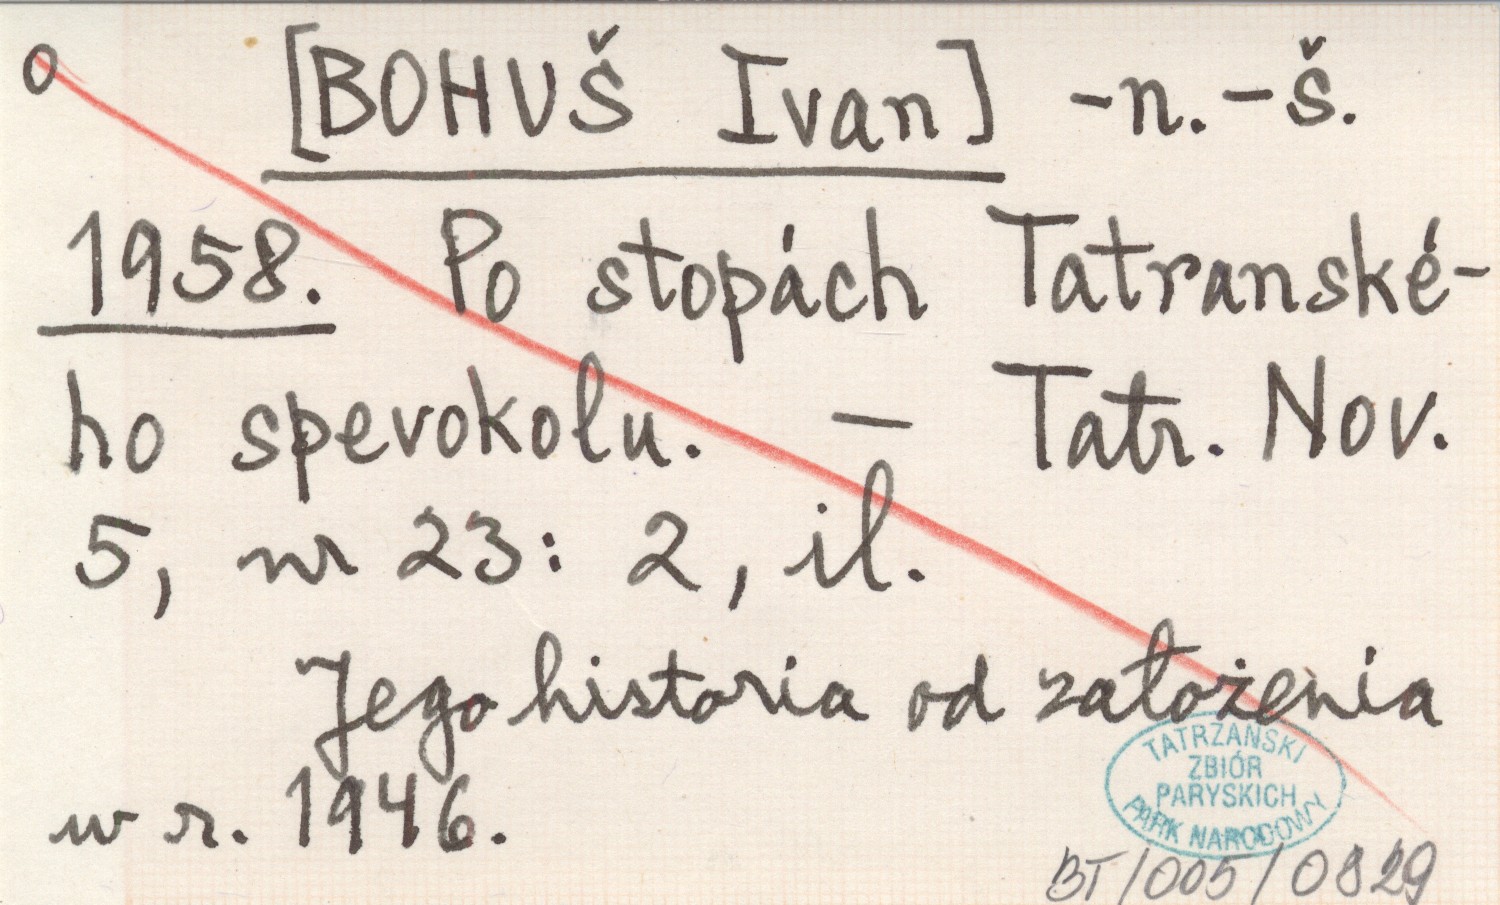 [BOHUŠ Ivan] -n.-š.
1958. Po stopách Tatranské-
ho spevokolu. — Tatr. Nov.
5, nr 23: 2, il.
Jego historia od założenia
w r. 1946.
TATRZAŃSKI
ZBIÓR
PARYSKICH
PARK NARODOWY
BT/005/0829